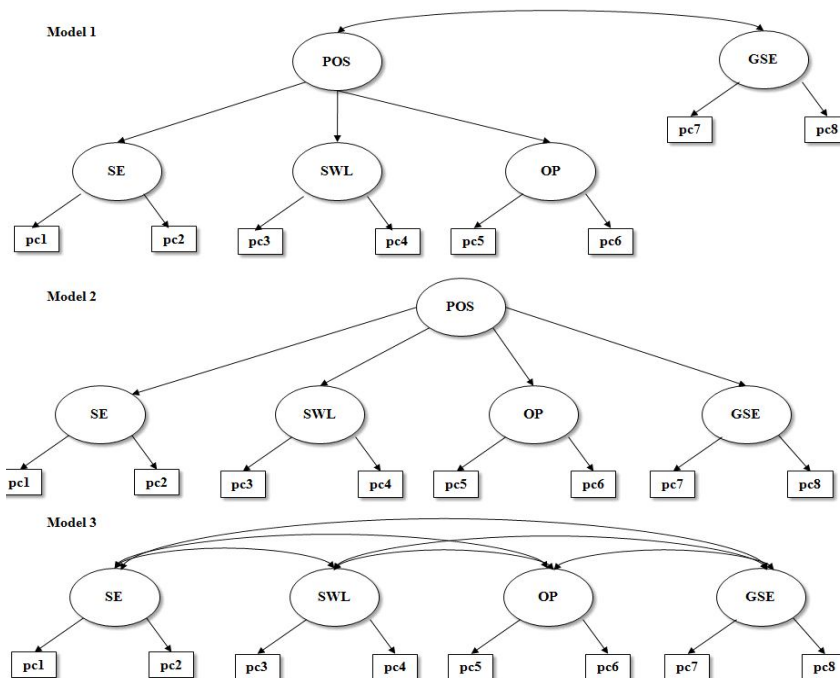 Model 1
POS
GSE
pc7
pc8
SE
SWL
OP
pc1
pc2
pc3
pc4
pc5
pc6
Model 2
POS
SE
SWL
OP
GSE
pc1
pc2
pc3
pc4
pc5
pc6
pc7
pc8
Model 3
SE
SWL
OP
GSE
pc1
pc2
pc3
pc4
pc5
pc6
pc7
pc8